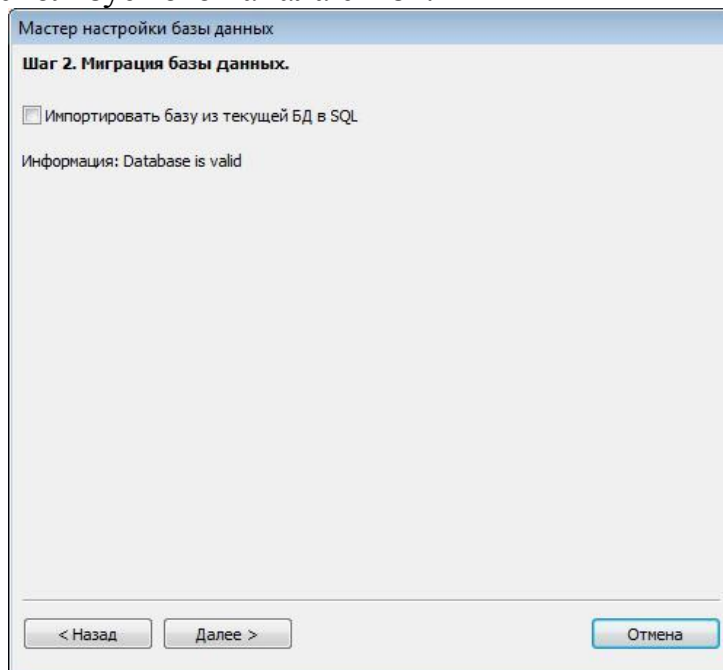 Мастер настройки базы данных
Шаг 2. Миграция базы данных.
Импортировать базу из текущей БД в SQL
Информация: Database is valid
< Назад
Далее >
Отмена